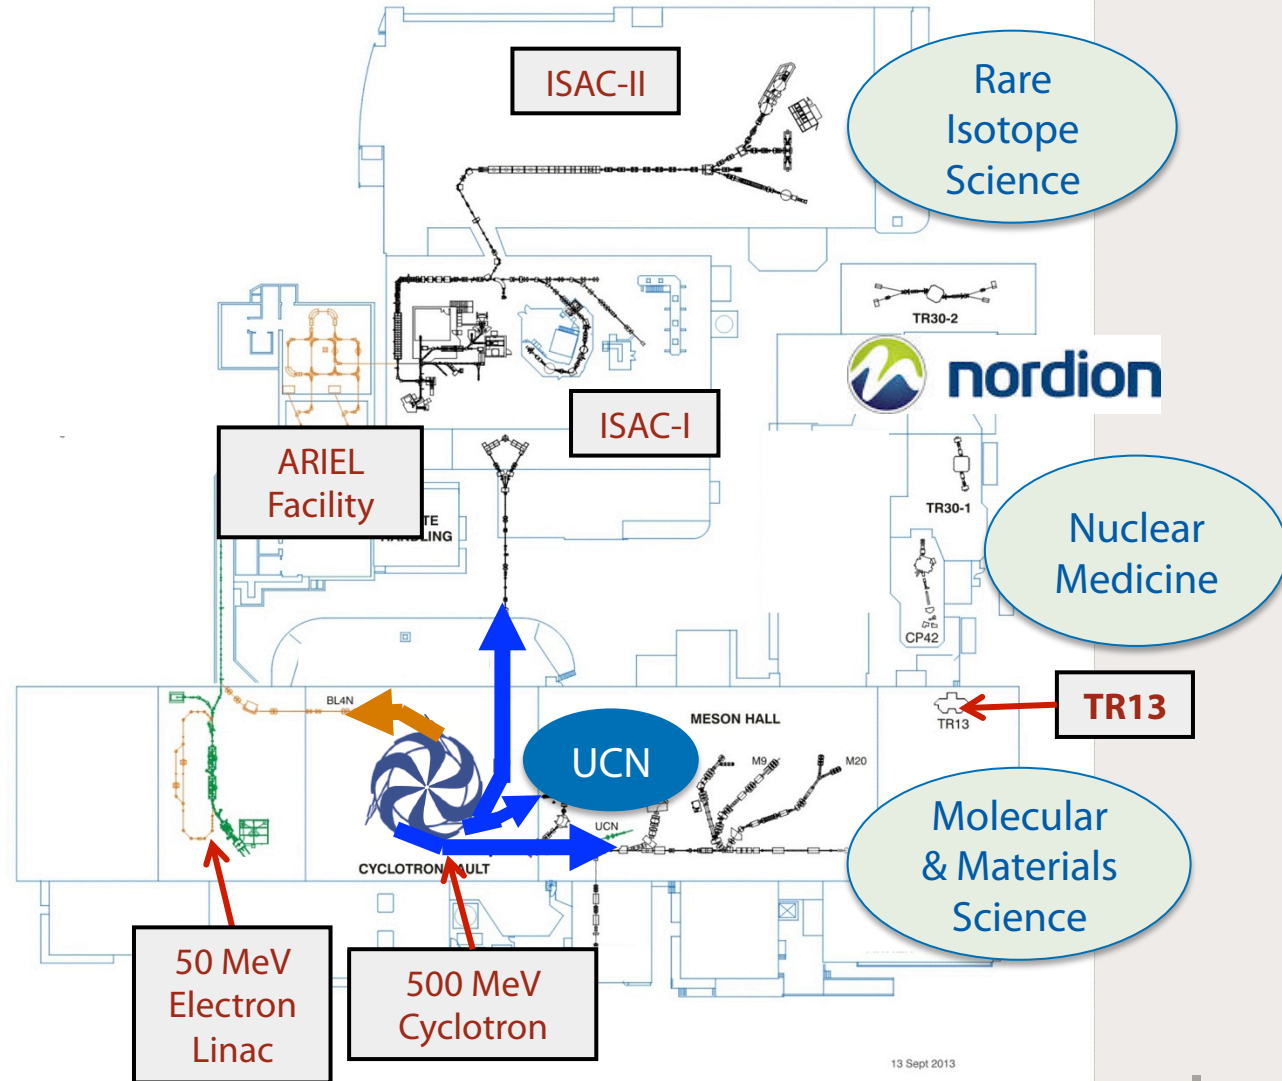 ISAC-II
Rare
Isotope
Science
TR30-2
nordion
ISAC-I
ARIEL
Facility
TR30-1
Nuclear
Medicine
CP42
BL4N
MESON HALL
TR13
TR13
UCN
M9
M20
UCN
CYCLOTRON
Molecular
& Materials
Science
50 MeV
Electron
Linac
500 MeV
Cyclotron
13 Sept 2013